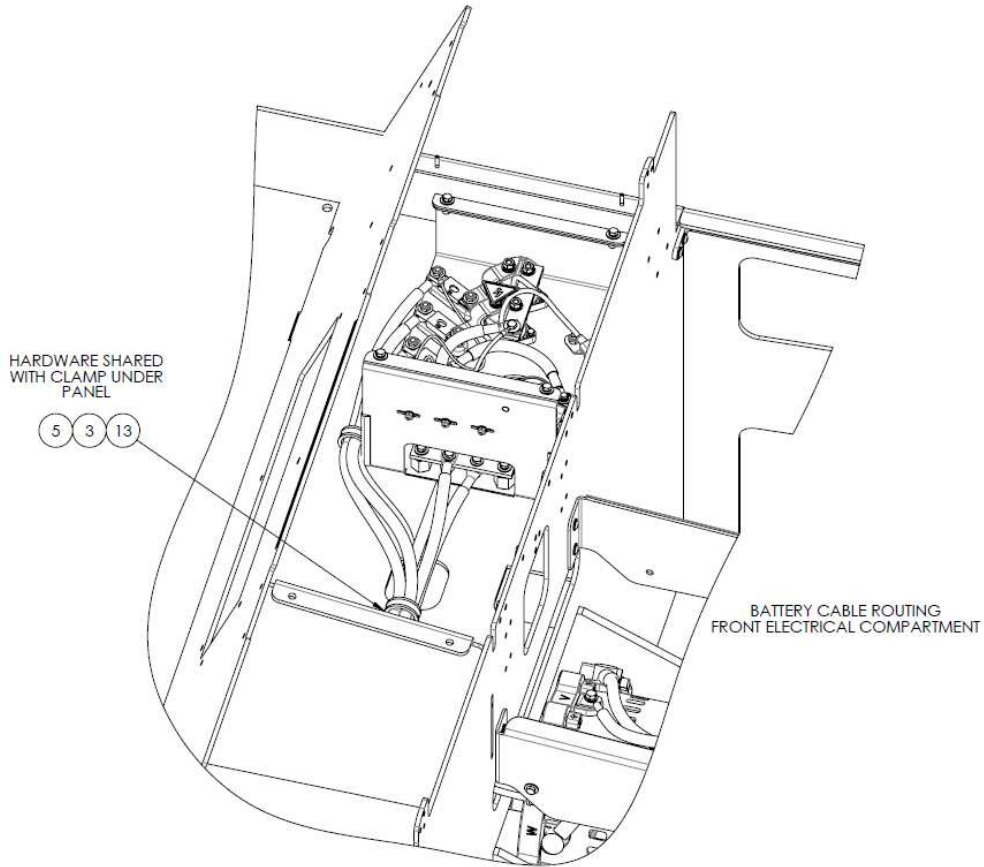 HARDWARE SHARED
WITH CLAMP UNDER
PANEL
5 3 13
BATTERY CABLE ROUTING
FRONT ELECTRICAL COMPARTMENT
C
C
V
W